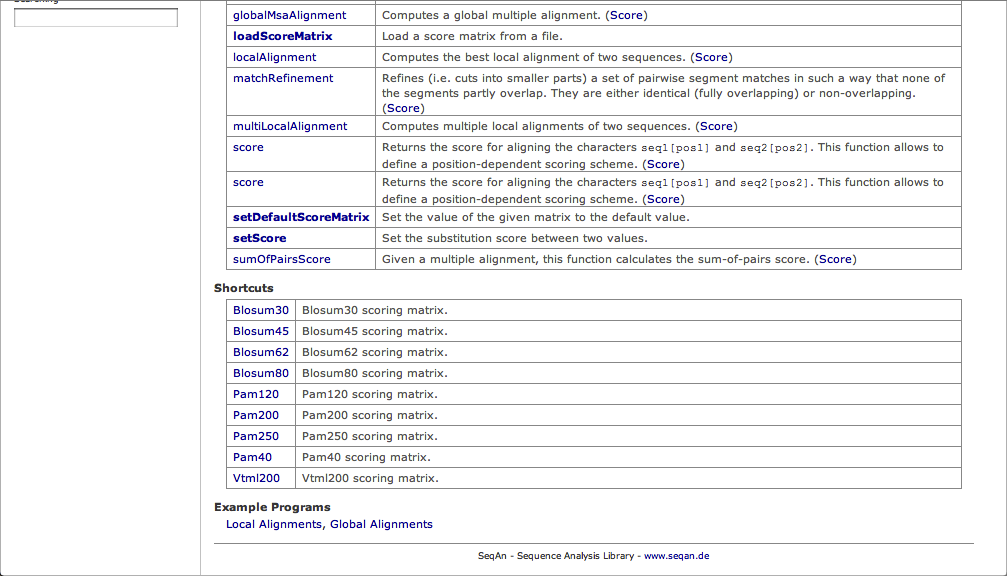 globalMsaAlignment Computes a global multiple alignment. (Score)
loadScoreMatrix Load a score matrix from a file.
localAlignment Computes the best local alignment of two sequences. (Score)
matchRefinement Refines (i.e. cuts into smaller parts) a set of pairwise segment matches in such a way that none of
the segments partly overlap. They are either identical (fully overlapping) or non-overlapping.
(Score)
multiLocalAlignment Computes multiple local alignments of two sequences. (Score)
score Returns the score for aligning the characters seq1[pos1] and seq2[pos2]. This function allows to
define a position-dependent scoring scheme. (Score)
score Returns the score for aligning the characters seq1[pos1] and seq2[pos2]. This function allows to
define a position-dependent scoring scheme. (Score)
setDefaultScoreMatrix Set the value of the given matrix to the default value.
setScore Set the substitution score between two values.
sumOfPairsScore Given a multiple alignment, this function calculates the sum-of-pairs score. (Score)
Shortcuts
Blosum30 Blosum30 scoring matrix.
Blosum45 Blosum45 scoring matrix.
Blosum62 Blosum62 scoring matrix.
Blosum80 Blosum80 scoring matrix.
Pam120 Pam120 scoring matrix.
Pam200 Pam200 scoring matrix.
Pam250 Pam250 scoring matrix.
Pam40 Pam40 scoring matrix.
Vtml200 Vtml200 scoring matrix.
Example Programs
Local Alignments, Global Alignments
SeqAn - Sequence Analysis Library - www.seqan.de